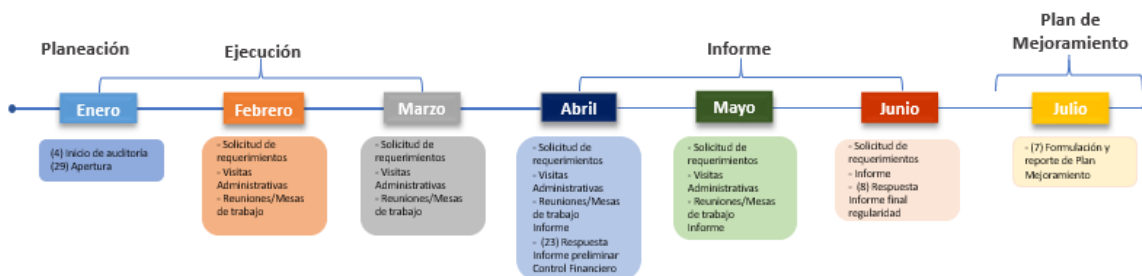 Planeación
Ejecución
Informe
Plan de
Mejoramiento
Enero
Febrero
Marzo
Abril
Mayo
Junio
Julio
(4) Inicio de auditoría
(29) Apertura
- Solicitud de
requerimientos
- Visitas
Administrativas
- Reuniones/Mesas
de trabajo
- Solicitud de
requerimientos
- Visitas
Administrativas
- Reuniones/Mesas
de trabajo
- Solicitud de
requerimientos
- Visitas
Administrativas
- Reuniones/Mesas
de trabajo
Informe
- (23) Respuesta
Informe preliminar
Control Financiero
- Solicitud de
requerimientos
- Visitas
Administrativas
- Reuniones/Mesas
de trabajo
Informe
- Solicitud de
requerimientos
- Informe
- (8) Respuesta
Informe final
regularidad
- (7) Formulación y
reporte de Plan
Mejoramiento